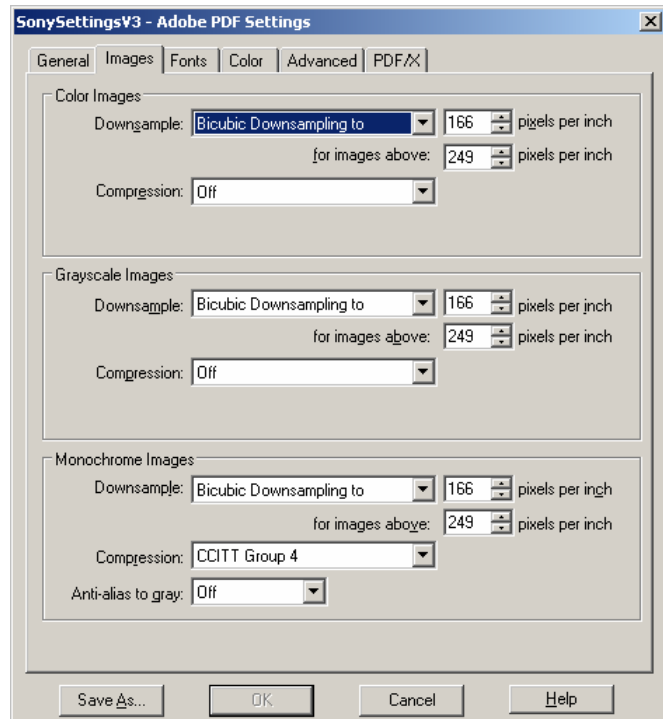 SonySettingsV3 - Adobe PDF Settings
General Images Fonts Color Advanced PDF/X
Color Images
Downsample: Bicubic Downsampling to 166 pixels per inch
for images above: 249 pixels per inch
Compression: Off
Grayscale Images
Downsample: Bicubic Downsampling to 166 pixels per inch
for images above: 249 pixels per inch
Compression: Off
Monochrome Images
Downsample: Bicubic Downsampling to 166 pixels per inch
for images above: 249 pixels per inch
Compression: CCITT Group 4
Anti-alias to gray: Off
Save As... OK Cancel Help